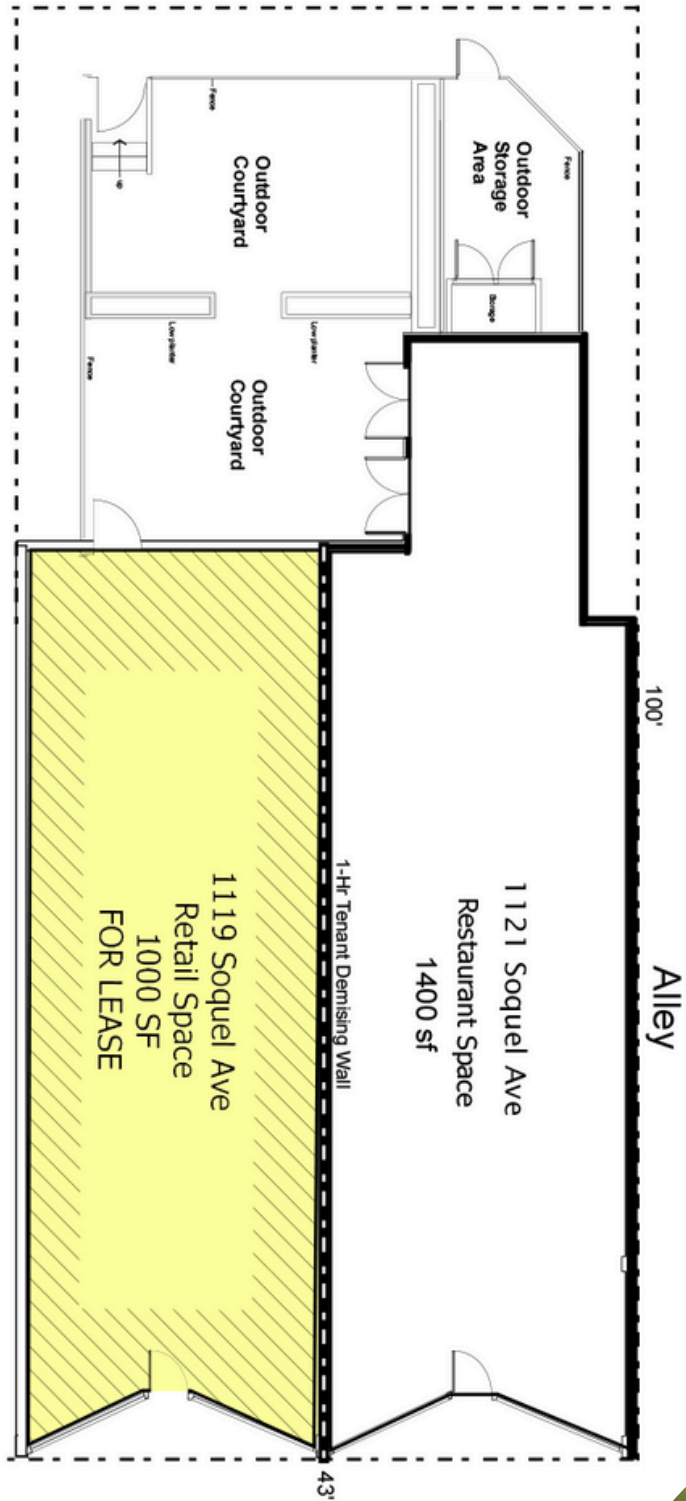 Outdoor
Storage
Area
Fence
Storage
Fence
Outdoor
Courtyard
up
Low planter
Low planter
Outdoor
Courtyard
Fence
100'
Alley
1121 Soquel Ave
Restaurant Space
1400 sf
1-Hr Tenant Demising Wall
1119 Soquel Ave
Retail Space
1000 SF
FOR LEASE
43'